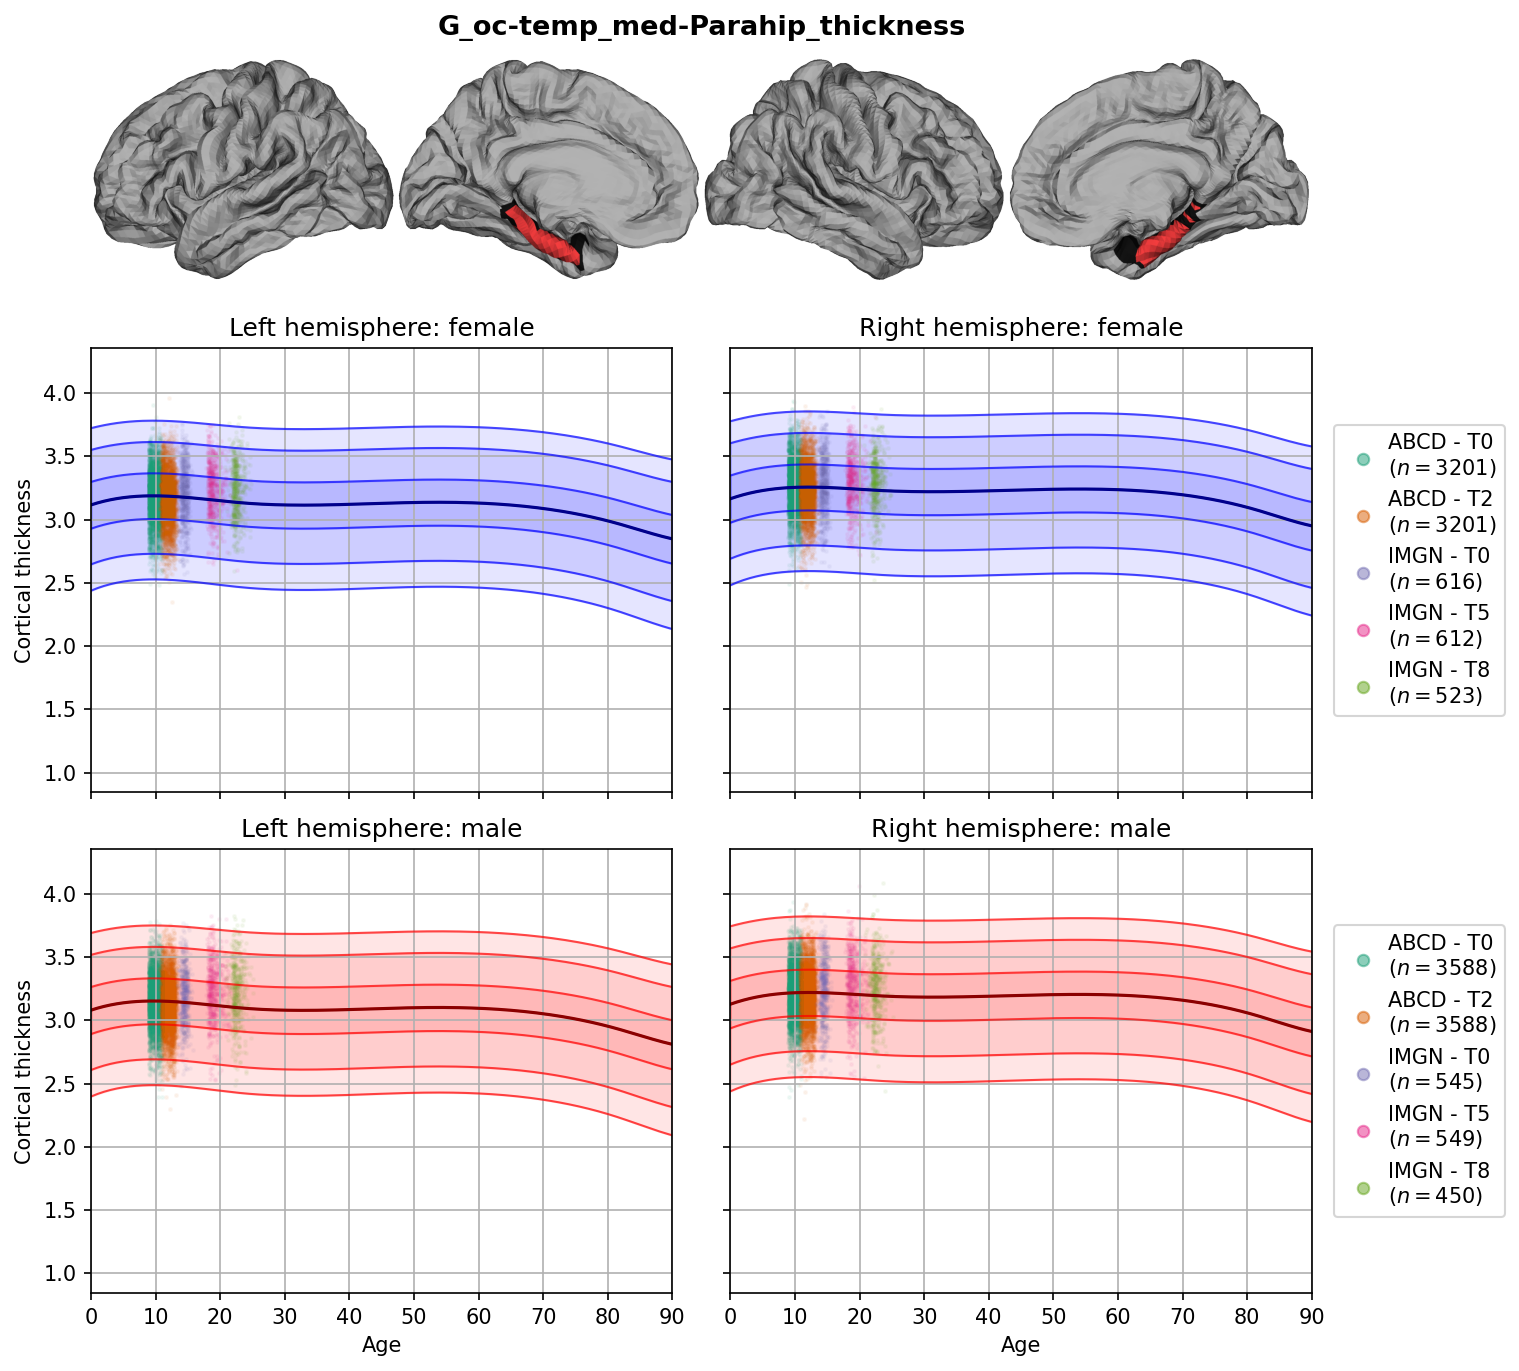 G_oc-temp_med-Parahip_thickness
Left hemisphere: female
Right hemisphere: female
Cortical thickness
4.0
3.5
3.0
2.5
2.0
1.5
1.0
ABCD - T0
(n = 3201)
ABCD - T2
(n = 3201)
IMGN - T0
(n = 616)
IMGN - T5
(n = 612)
IMGN - T8
(n = 523)
Left hemisphere: male
Right hemisphere: male
Cortical thickness
4.0
3.5
3.0
2.5
2.0
1.5
1.0
0 10 20 30 40 50 60 70 80 90
Age
0 10 20 30 40 50 60 70 80 90
Age
ABCD - T0
(n = 3588)
ABCD - T2
(n = 3588)
IMGN - T0
(n = 545)
IMGN - T5
(n = 549)
IMGN - T8
(n = 450)